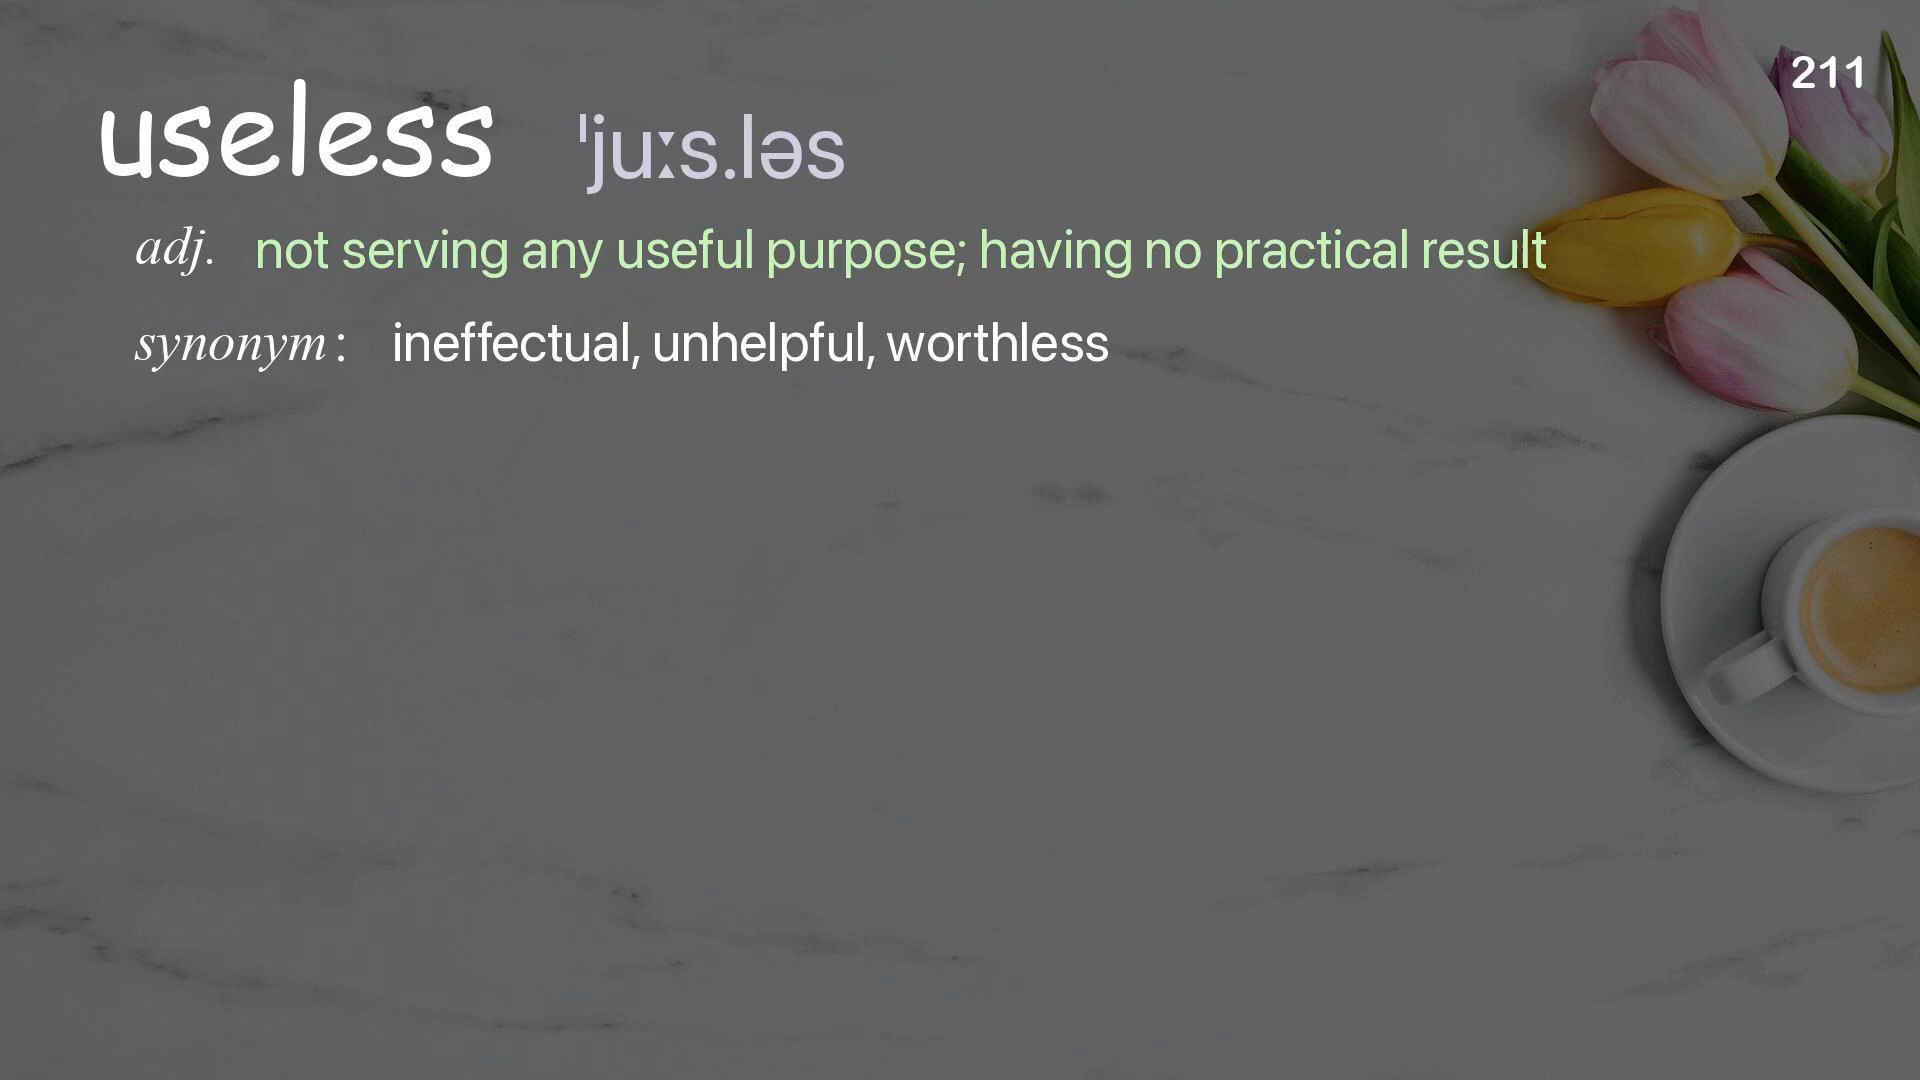 211
useless ˈjuːs.ləs
adj. not serving any useful purpose; having no practical result
synonym : ineffectual, unhelpful, worthless